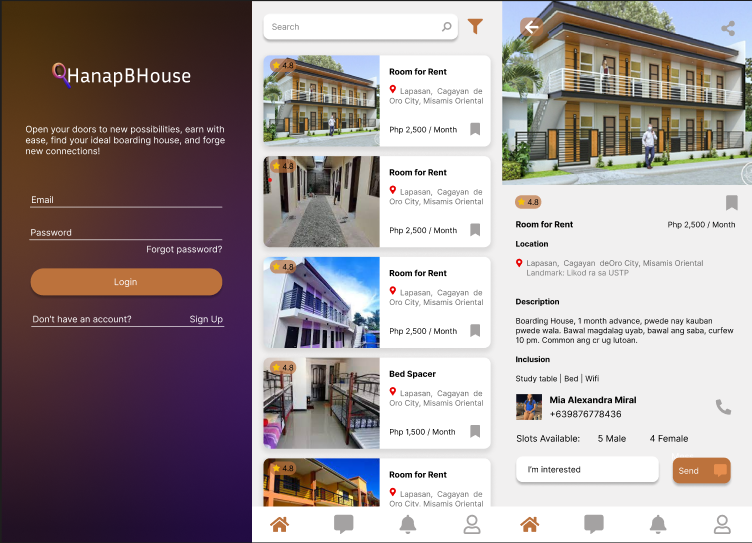 HanapBHouse
Open your doors to new possibilities, earn with
ease, find your ideal boarding house, and forge
new connections!
Email
Password
Forgot password?
Login
Don't have an account? Sign Up
Search
4.8
Room for Rent
Lapasan, Cagayan de
Oro City, Misamis Oriental
Php 2,500 / Month
4.8
Room for Rent
Lapasan, Cagayan de
Oro City, Misamis Oriental
Php 2,500 / Month
4.8
Room for Rent
Lapasan, Cagayan de
Oro City, Misamis Oriental
Php 2,500 / Month
4.8
Bed Spacer
Lapasan, Cagayan de
Oro City, Misamis Oriental
Php 1,500 / Month
4.8
Room for Rent
Lapasan, Cagayan de
Oro City, Misamis Oriental
4.8
Room for Rent Php 2,500 / Month
Location
Lapasan, Cagayan deOro City, Misamis Oriental
Landmark: Likod ra sa USTP
Description
Boarding House, 1 month advance, pwede nay kauban
pwede wala. Bawal magdalag uyab, bawal ang saba, curfew
10 pm. Common ang cr ug lutoan.
Inclusion
Study table | Bed | Wifi
Mia Alexandra Miral
+639876778436
Slots Available: 5 Male 4 Female
I'm interested
Send